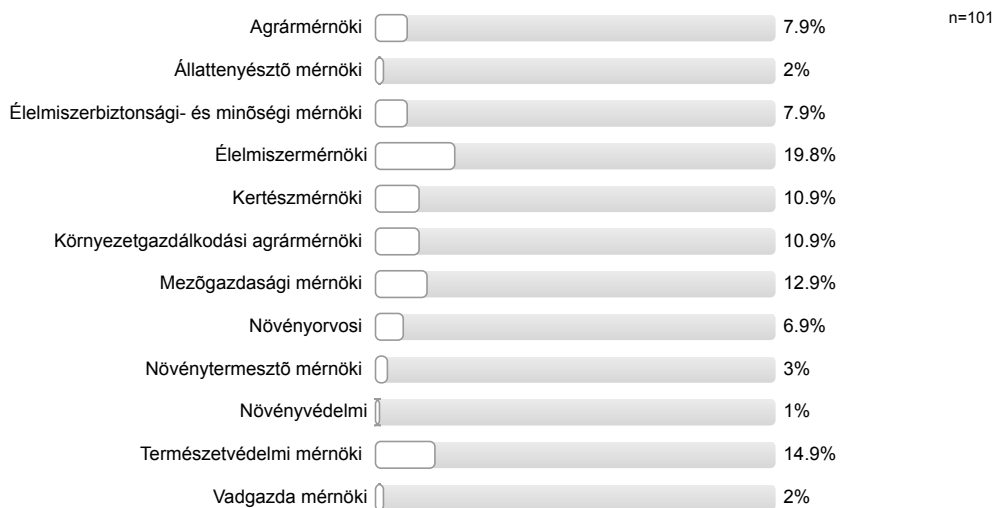 n=101
Agrármérnöki 7.9%
Állattenyésztõ mérnöki 2%
Élelmiszerbiztonsági- és minõségi mérnöki 7.9%
Élelmiszermérnöki 19.8%
Kertészmérnöki 10.9%
Környezetgazdálkodási agrármérnöki 10.9%
Mezõgazdasági mérnöki 12.9%
Növényorvosi 6.9%
Növénytermesztõ mérnöki 3%
Növényvédelmi 1%
Természetvédelmi mérnöki 14.9%
Vadgazda mérnöki 2%